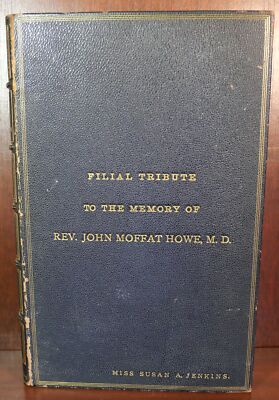 FILIAL TRIBUTE
TO THE MEMORY OF
REV. JOHN MOFFAT HOWE, M. D.
MISS SUSAN A. JENKINS.